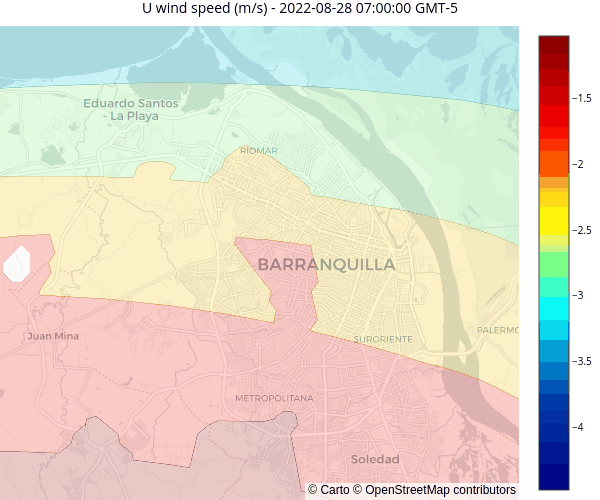 U wind speed (m/s) - 2022-08-28 07:00:00 GMT-5
Eduardo Santos
- La Playa
RIOMAR
BARRANQUILLA
SURORIENTE
PALERMO
Juan Mina
METROPOLITANA
Soledad
© Carto © OpenStreetMap contributors
−1.5
−2
−2.5
−3
−3.5
−4